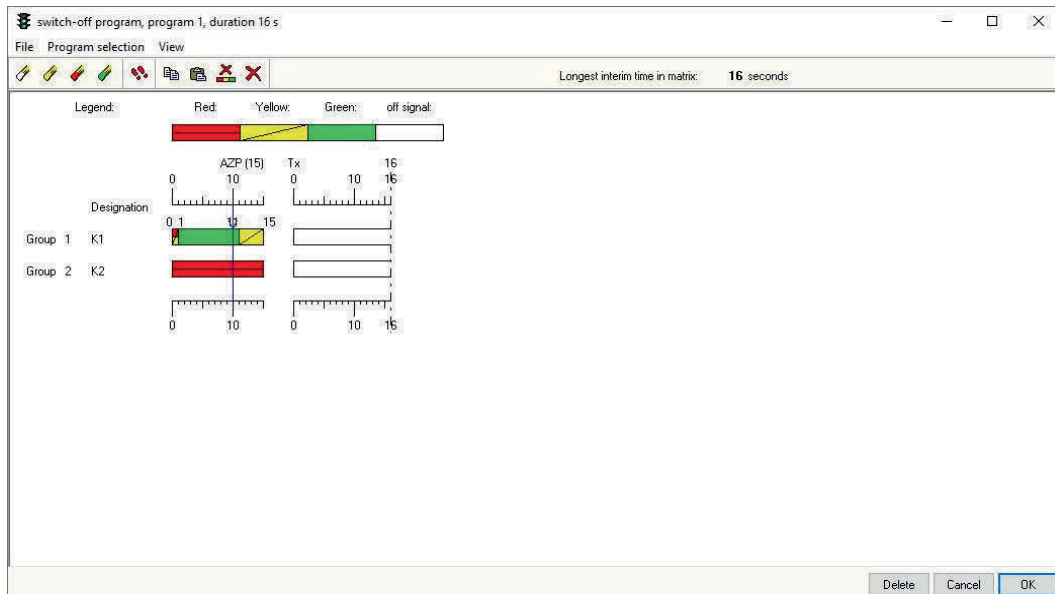 switch-off program, program 1, duration 16 s
File Program selection View
Longest interim time in matrix: 16 seconds
Legend: Red: Yellow: Green: off signal:
AZP (15) Tx 16
0 10 0 10 16
Designation
0 1 11 15
Group 1 K1
Group 2 K2
0 10 0 10 16
Delete Cancel OK